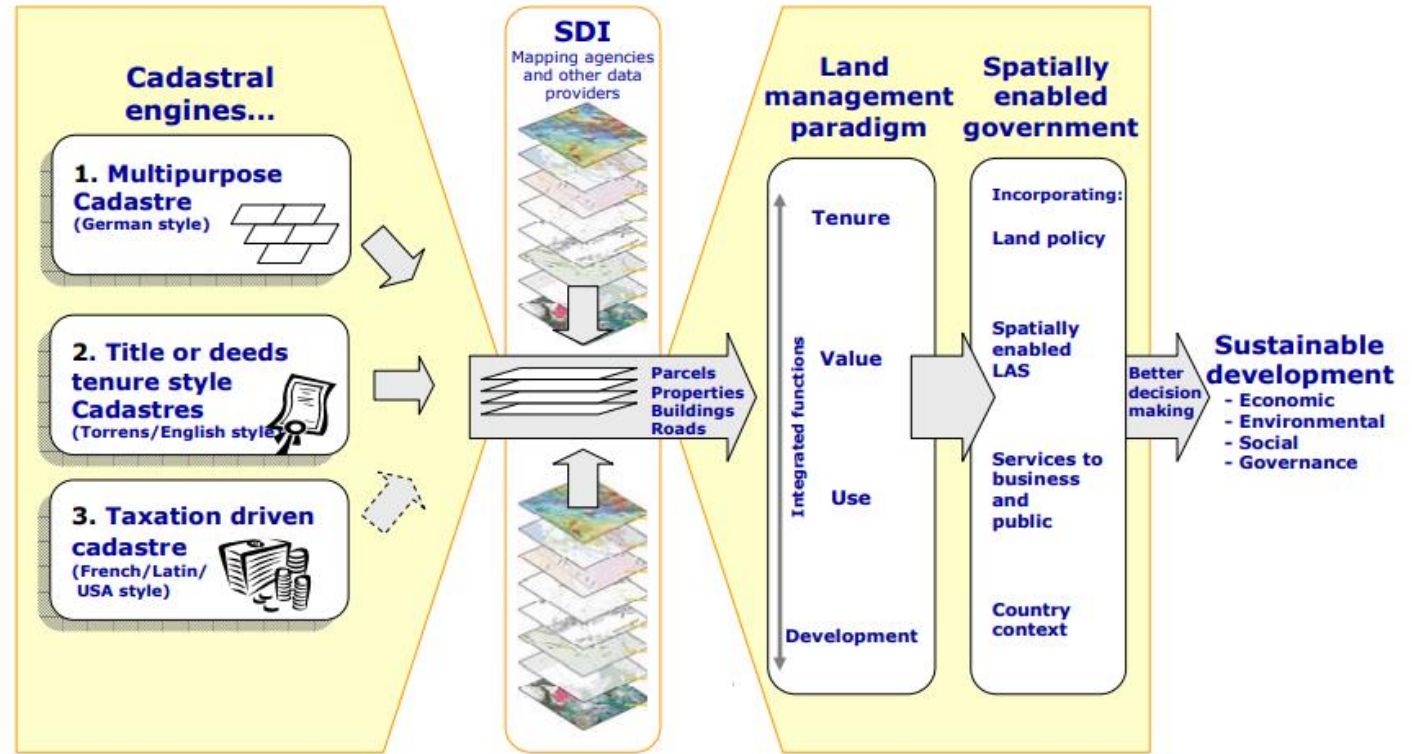 Cadastral
engines...
1. Multipurpose
Cadastre
(German style)
2. Title or deeds
tenure style
Cadastres
(Torrens/English style)
3. Taxation driven
cadastre
(French/Latin/
USA style)
SDI
Mapping agencies
and other data
providers
Parcels
Properties
Buildings
Roads
Land
management
paradigm
Integrated functions
Tenure
Value
Use
Development
Spatially
enabled
government
Incorporating:
Land policy
Spatially
enabled
LAS
Services to
business
and
public
Country
context
Better
decision
making
Sustainable
development
- Economic
- Environmental
- Social
- Governance